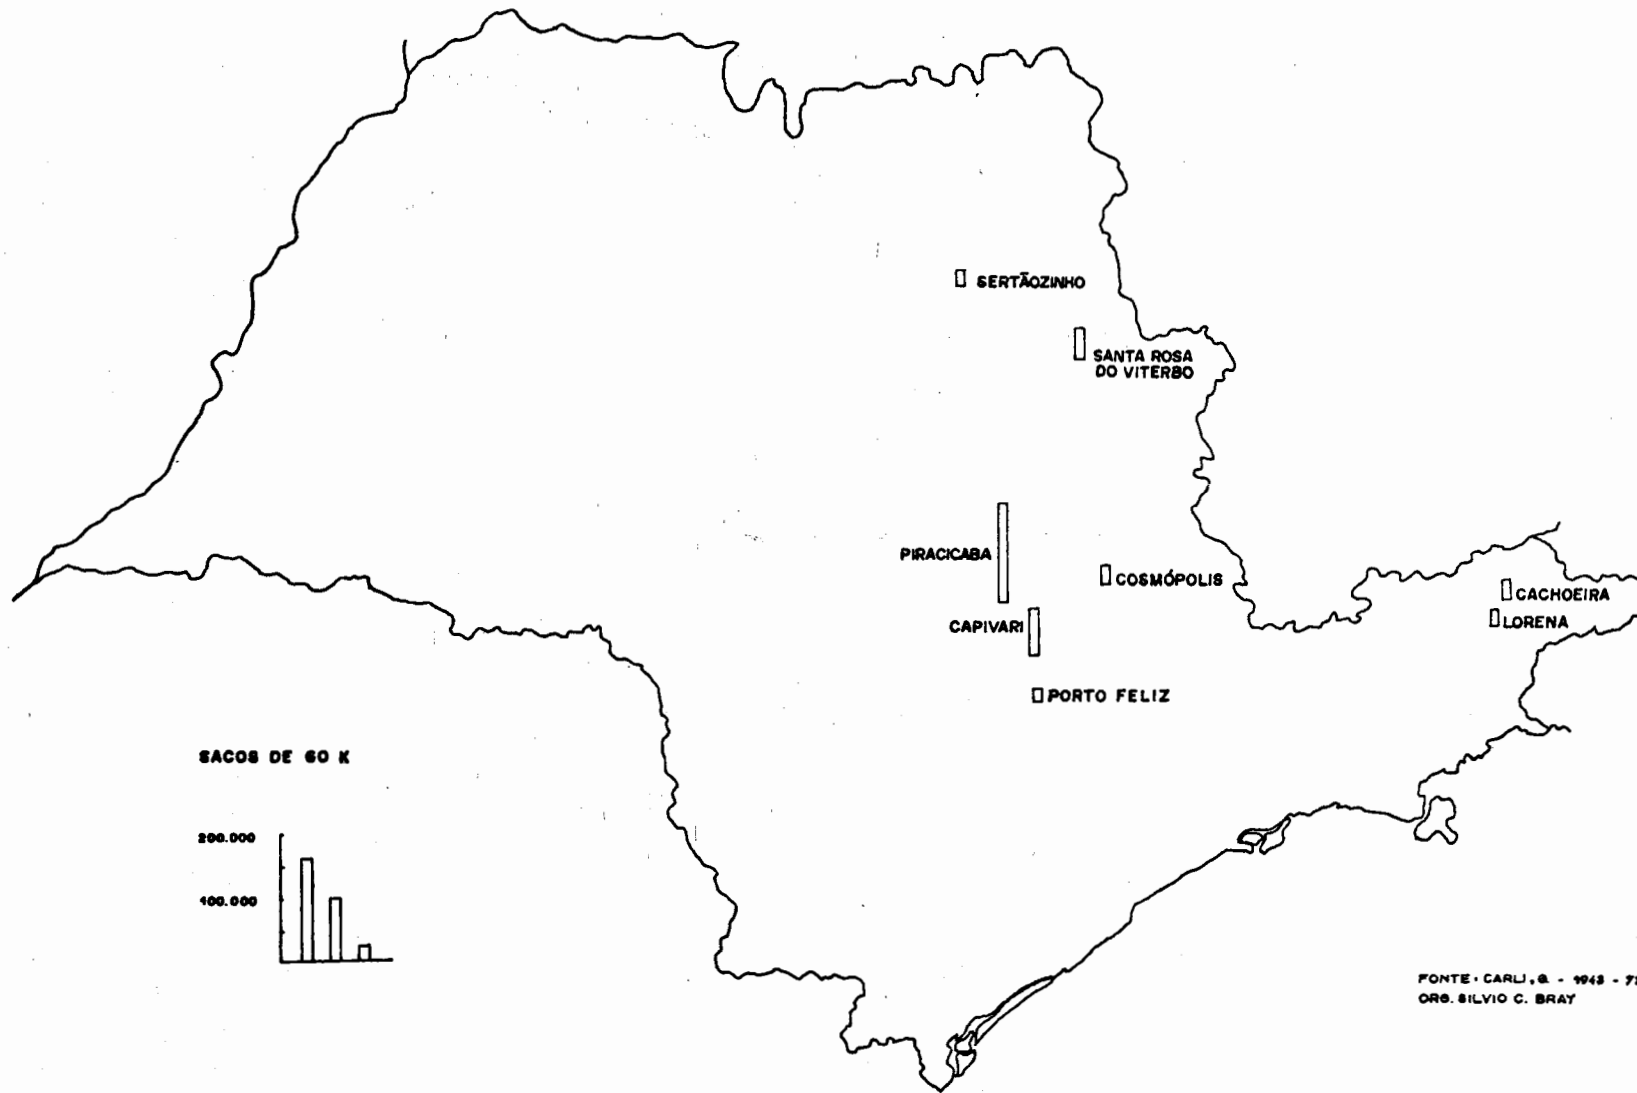 SERTÃOZINHO
SANTA ROSA
DO VITERBO
PIRACICABA
COSMÓPOLIS
CACHOEIRA
LORENA
CAPIVARI
PORTO FELIZ
SACOS DE 60 K
200.000
100.000
FONTE: CARLI, G. - 1943 -
ORG. SILVIO C. BRAY